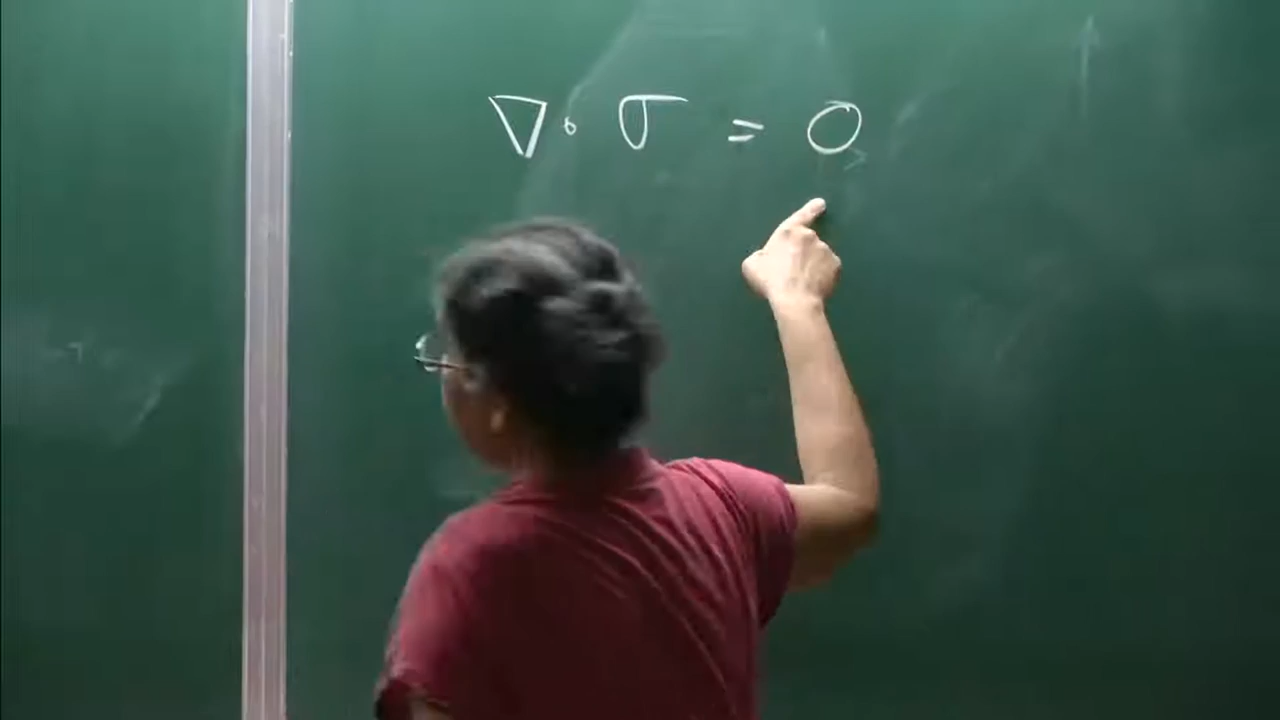 ∇ · σ = 0